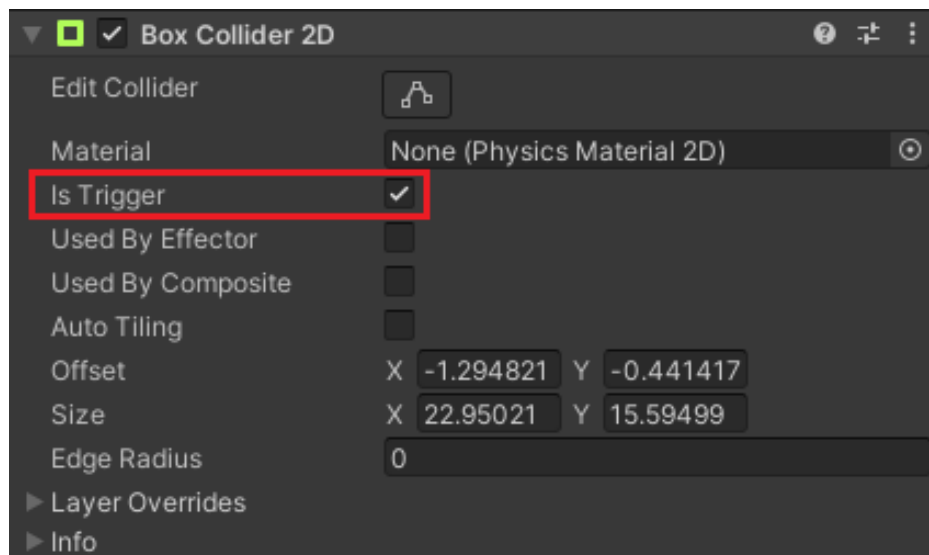 Box Collider 2D
Edit Collider
Material None (Physics Material 2D)
Is Trigger
Used By Effector
Used By Composite
Auto Tiling
Offset X -1.294821 Y -0.441417
Size X 22.95021 Y 15.59499
Edge Radius 0
Layer Overrides
Info